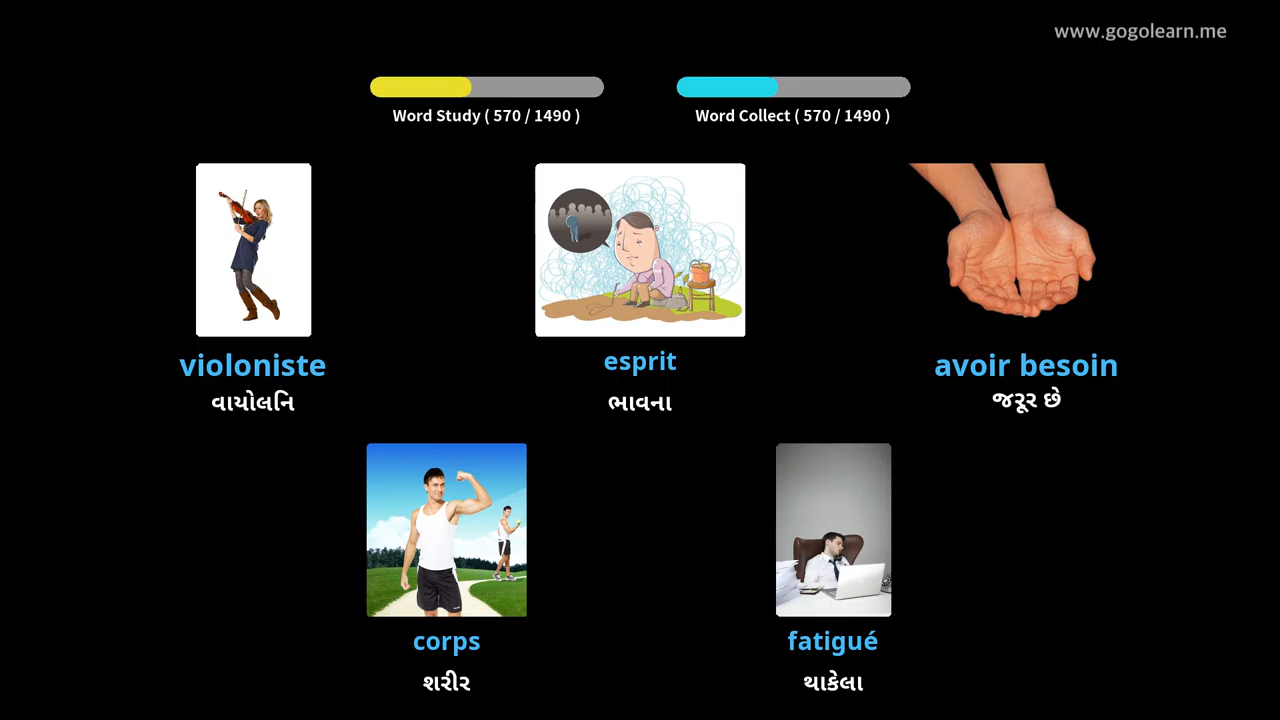 www.gogolearn.me
Word Study ( 570 / 1490 )
Word Collect ( 570 / 1490 )
violoniste
esprit
avoir besoin
વાયોલનિ
ભાવના
જરૂર છે
corps
fatigué
શરીર
થાકેલા